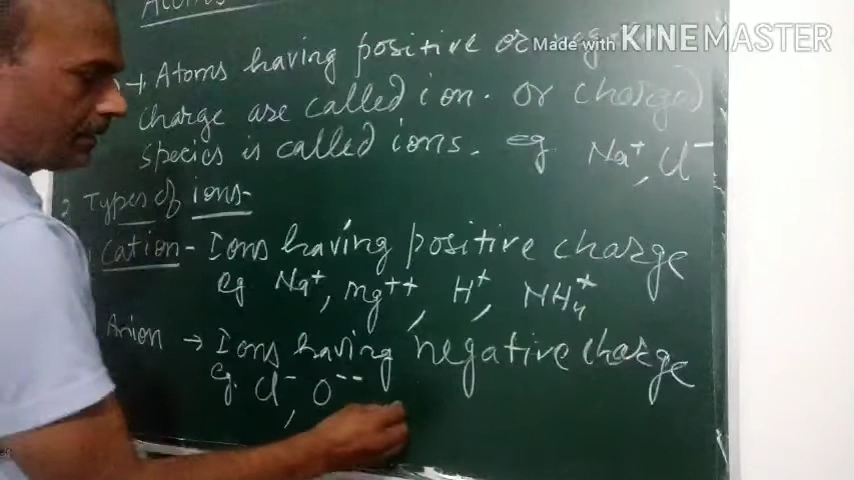 Atoms having positive or
Made with KINEMASTER
charge are called ion. or charged
species is called ions. eg Na⁺, Cl⁻
2 Types of ions-
Cation - Ions having positive charge
eg Na⁺, Mg⁺⁺, H⁺, NH₄⁺
Anion → Ions having negative charge
eg. Cl⁻, O⁻⁻